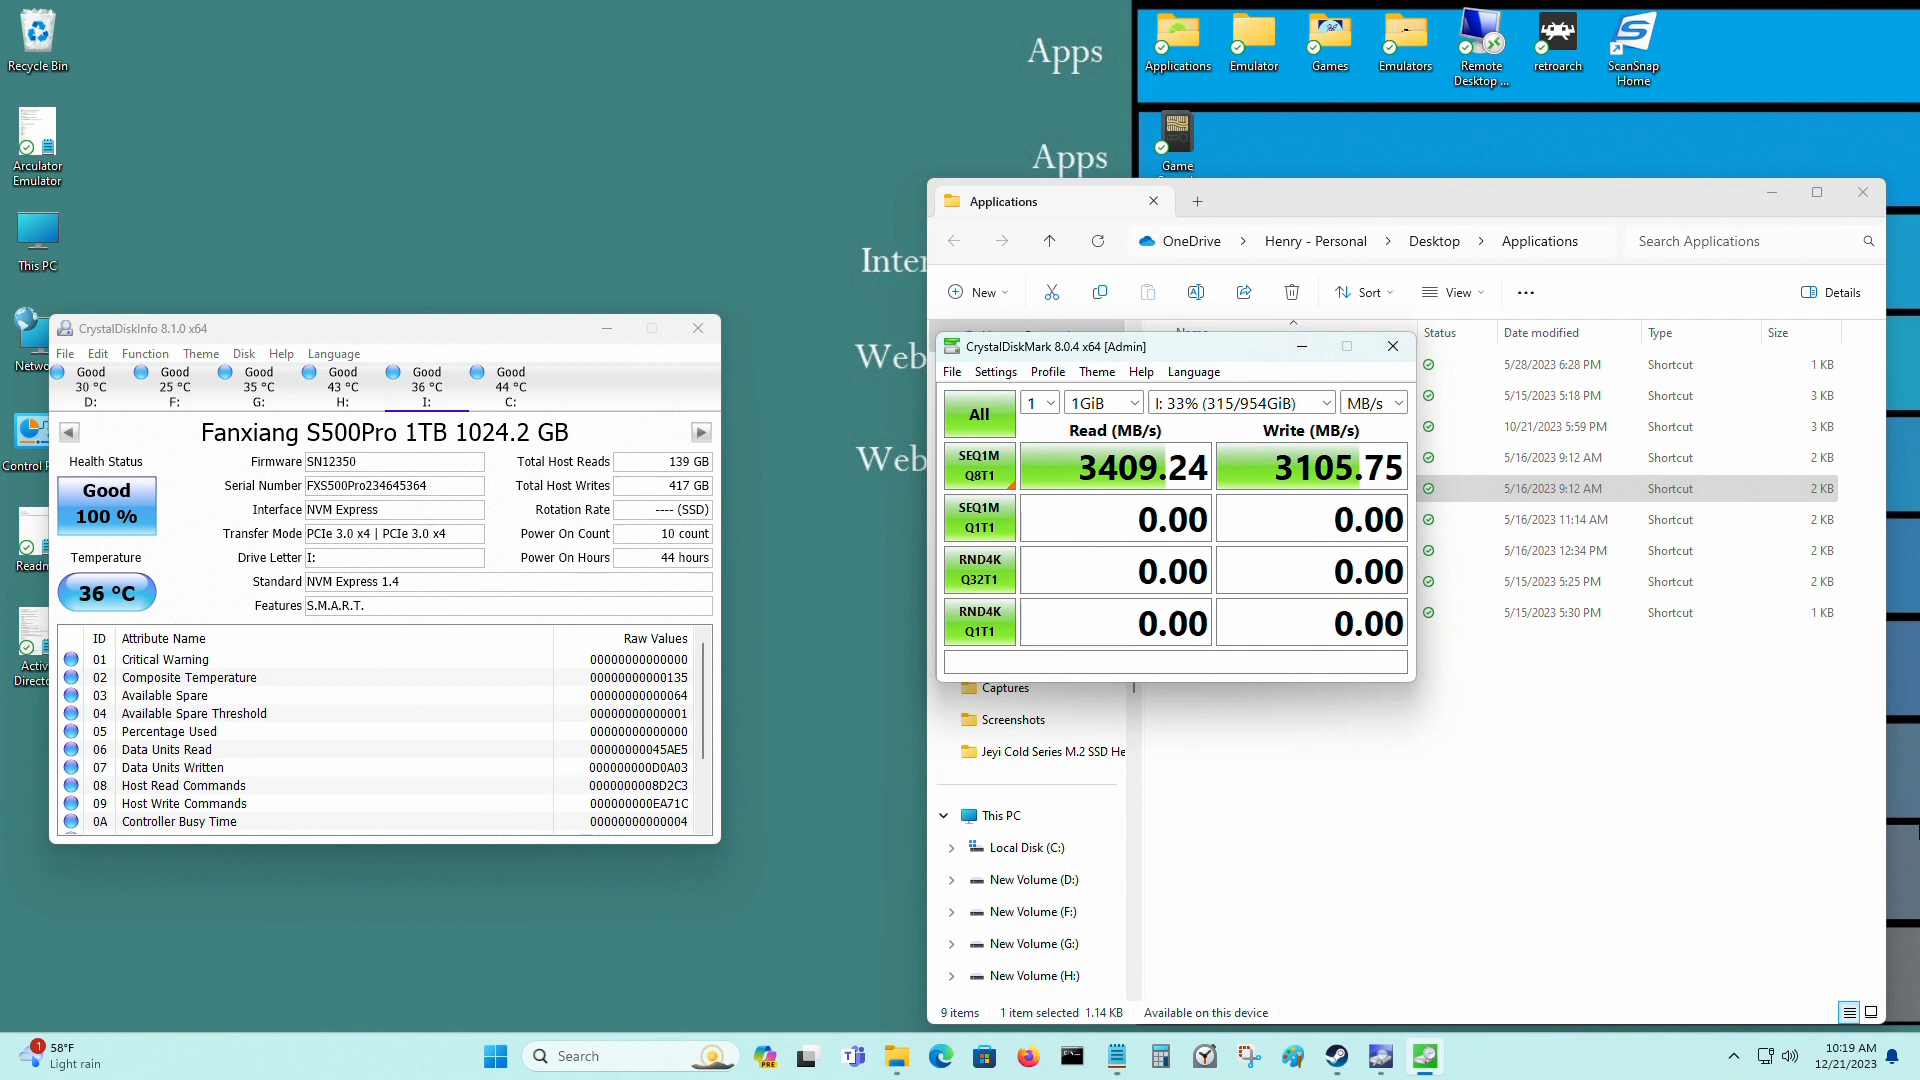 Recycle Bin
Arculator
Emulator
This PC
Apps
Apps
Web
Web
Applications
Emulator
Games
Emulators
Remote
Desktop ...
retroarch
ScanSnap
Home
Game
CrystalDiskInfo 8.1.0 x64
File Edit Function Theme Disk Help Language
Good Good Good Good Good Good
30 °C 25 °C 35 °C 43 °C 36 °C 44 °C
D: F: G: H: I: C:
Fanxiang S500Pro 1TB 1024.2 GB
Health Status
Good
100 %
Temperature
36 °C
Firmware SN12350
Serial Number FXS500Pro234645364
Interface NVM Express
Transfer Mode PCIe 3.0 x4 | PCIe 3.0 x4
Drive Letter I:
Standard NVM Express 1.4
Features S.M.A.R.T.
Total Host Reads 139 GB
Total Host Writes 417 GB
Rotation Rate ---- (SSD)
Power On Count 10 count
Power On Hours 44 hours
ID Attribute Name Raw Values
01 Critical Warning 00000000000000
02 Composite Temperature 00000000000135
03 Available Spare 00000000000064
04 Available Spare Threshold 00000000000001
05 Percentage Used 00000000000000
06 Data Units Read 00000000045AE5
07 Data Units Written 000000000D0A03
08 Host Read Commands 000000008D2C3
09 Host Write Commands 000000000EA71C
0A Controller Busy Time 00000000000004
Applications
OneDrive > Henry - Personal > Desktop > Applications
Search Applications
New Sort View ... Details
Status Date modified Type Size
5/28/2023 6:28 PM Shortcut 1 KB
5/15/2023 5:18 PM Shortcut 3 KB
10/21/2023 5:59 PM Shortcut 3 KB
5/16/2023 9:12 AM Shortcut 2 KB
5/16/2023 9:12 AM Shortcut 2 KB
5/16/2023 11:14 AM Shortcut 2 KB
5/16/2023 12:34 PM Shortcut 2 KB
5/15/2023 5:25 PM Shortcut 2 KB
5/15/2023 5:30 PM Shortcut 1 KB
CrystalDiskMark 8.0.4 x64 [Admin]
File Settings Profile Theme Help Language
All 1 1GiB I: 33% (315/954GiB) MB/s
Read (MB/s) Write (MB/s)
SEQ1M
Q8T1 3409.24 3105.75
SEQ1M
Q1T1 0.00 0.00
RND4K
Q32T1 0.00 0.00
RND4K
Q1T1 0.00 0.00
Captures
Screenshots
Jeyi Cold Series M.2 SSD He
This PC
Local Disk (C:)
New Volume (D:)
New Volume (F:)
New Volume (G:)
New Volume (H:)
9 items 1 item selected 1.14 KB Available on this device
1
58°F
Light rain
Search
PRE
10:19 AM
12/21/2023